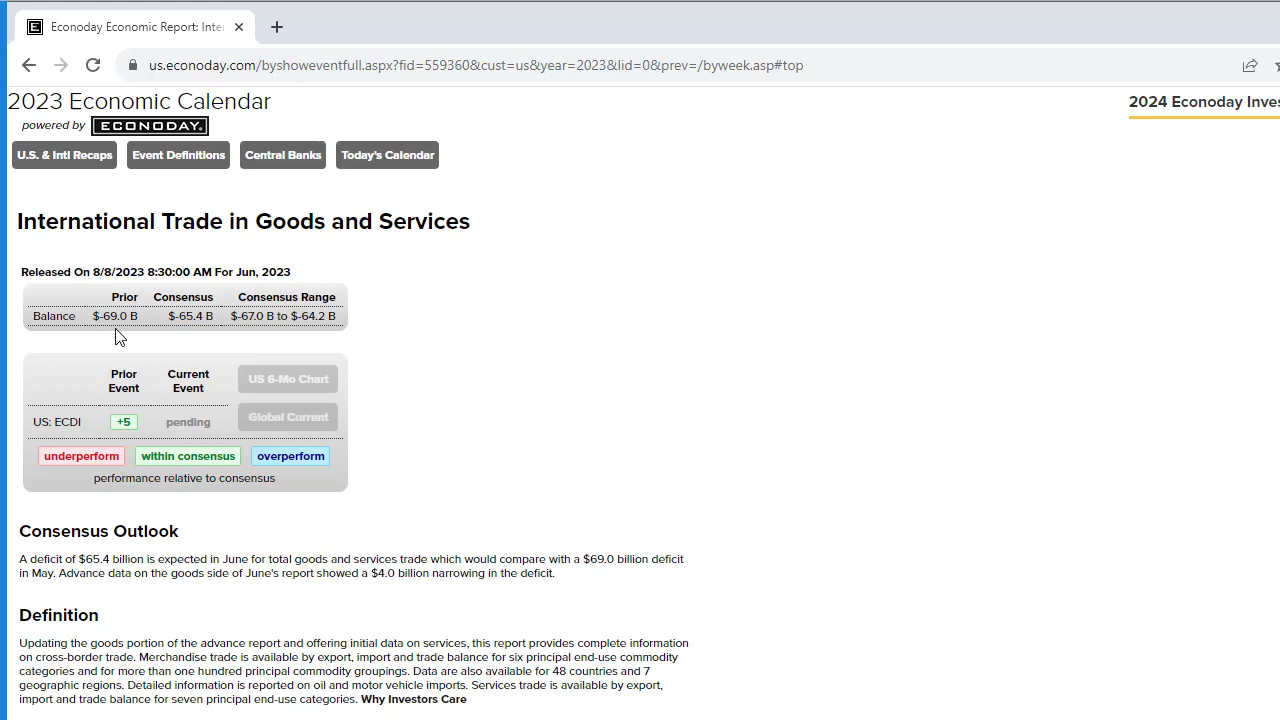 Econoday Economic Report: Inte
us.econoday.com/byshoweventfull.aspx?fid=559360&cust=us&year=2023&lid=0&prev=/byweek.asp#top
2023 Economic Calendar
2024 Econoday Inves
powered by ECONODAY®
U.S. & Intl Recaps Event Definitions Central Banks Today's Calendar
International Trade in Goods and Services
Released On 8/8/2023 8:30:00 AM For Jun, 2023
Prior Consensus Consensus Range
Balance $-69.0 B $-65.4 B $-67.0 B to $-64.2 B
Prior Event Current Event US 6-Mo Chart
US: ECDI +5 pending Global Current
underperform within consensus overperform
performance relative to consensus
Consensus Outlook
A deficit of $65.4 billion is expected in June for total goods and services trade which would compare with a $69.0 billion deficit
in May. Advance data on the goods side of June's report showed a $4.0 billion narrowing in the deficit.
Definition
Updating the goods portion of the advance report and offering initial data on services, this report provides complete information
on cross-border trade. Merchandise trade is available by export, import and trade balance for six principal end-use commodity
categories and for more than one hundred principal commodity groupings. Data are also available for 48 countries and 7
geographic regions. Detailed information is reported on oil and motor vehicle imports. Services trade is available by export,
import and trade balance for seven principal end-use categories. Why Investors Care